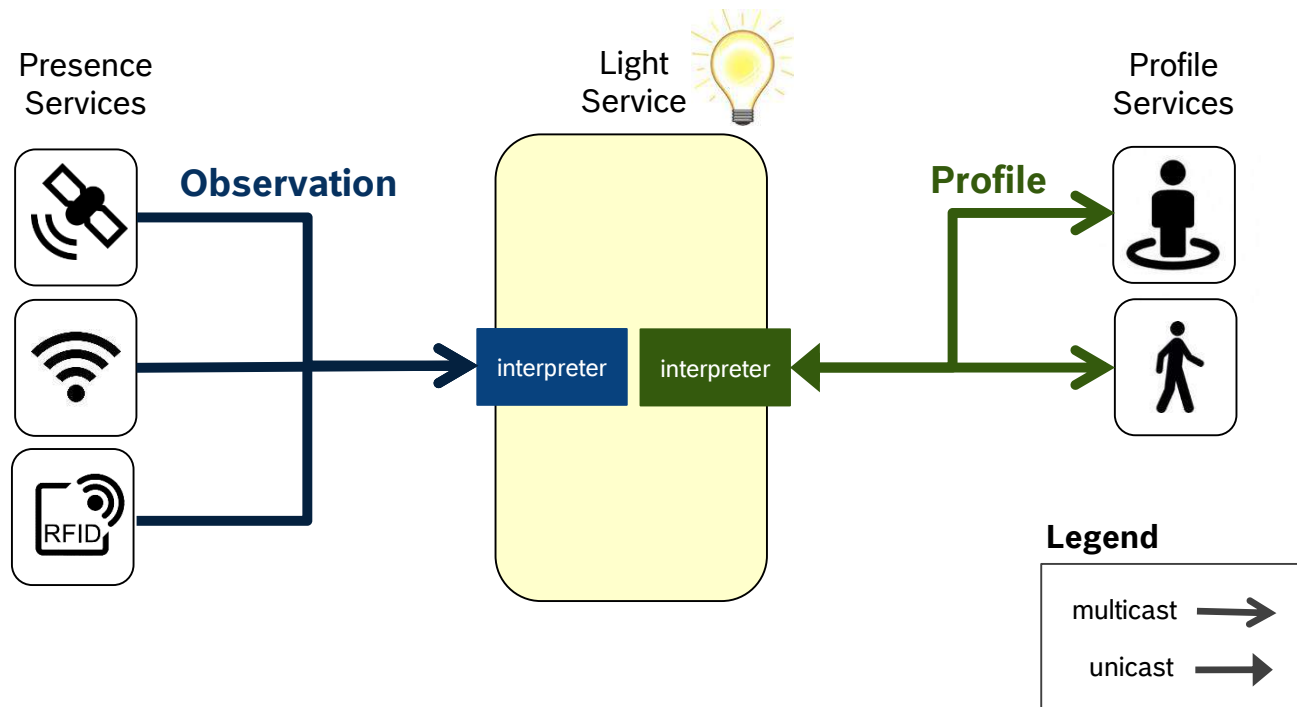 Presence
Services
Light
Service
Profile
Services
Observation
Profile
interpreter
interpreter
RFID
Legend
multicast
unicast